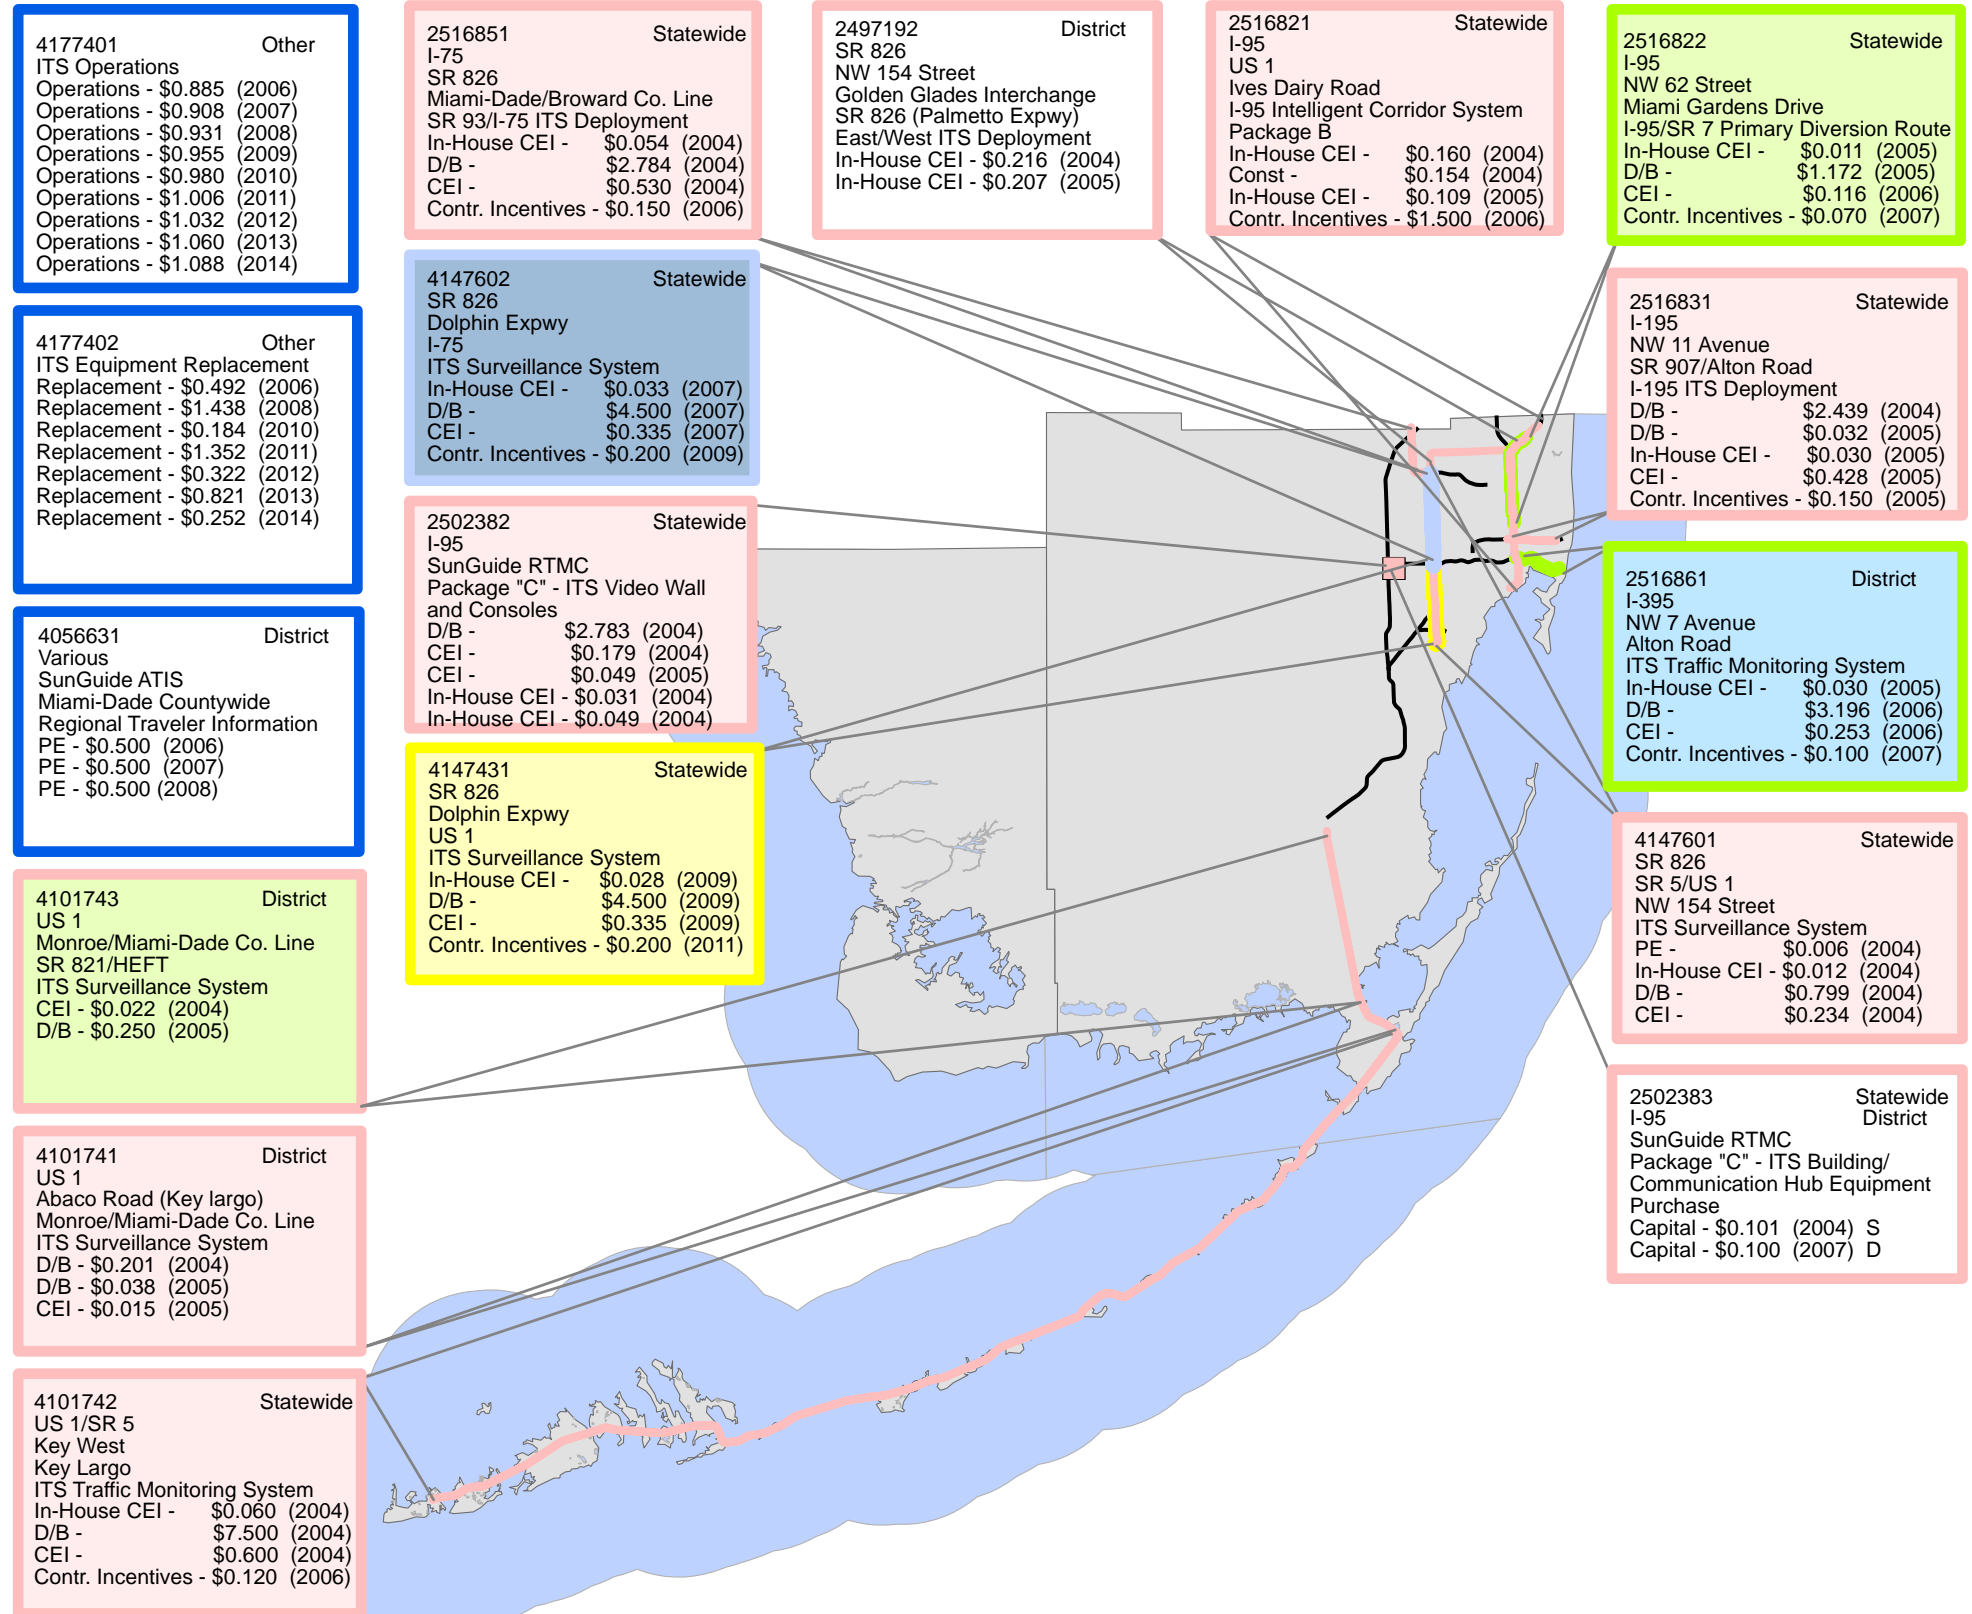 4177401 Other
ITS Operations
Operations - $0.885 (2006)
Operations - $0.908 (2007)
Operations - $0.931 (2008)
Operations - $0.955 (2009)
Operations - $0.980 (2010)
Operations - $1.006 (2011)
Operations - $1.032 (2012)
Operations - $1.060 (2013)
Operations - $1.088 (2014)
4177402 Other
ITS Equipment Replacement
Replacement - $0.492 (2006)
Replacement - $1.438 (2008)
Replacement - $0.184 (2010)
Replacement - $1.352 (2011)
Replacement - $0.322 (2012)
Replacement - $0.821 (2013)
Replacement - $0.252 (2014)
4056631 District
Various
SunGuide ATIS
Miami-Dade Countywide
Regional Traveler Information
PE - $0.500 (2006)
PE - $0.500 (2007)
PE - $0.500 (2008)
4101743 District
US 1
Monroe/Miami-Dade Co. Line
SR 821/HEFT
ITS Surveillance System
CEI - $0.022 (2004)
D/B - $0.250 (2005)
4101741 District
US 1
Abaco Road (Key largo)
Monroe/Miami-Dade Co. Line
ITS Surveillance System
D/B - $0.201 (2004)
D/B - $0.038 (2005)
CEI - $0.015 (2005)
4101742 Statewide
US 1/SR 5
Key West
Key Largo
ITS Traffic Monitoring System
In-House CEI - $0.060 (2004)
D/B - $7.500 (2004)
CEI - $0.600 (2004)
Contr. Incentives - $0.120 (2006)
2516851 Statewide
I-75
SR 826
Miami-Dade/Broward Co. Line
SR 93/I-75 ITS Deployment
In-House CEI - $0.054 (2004)
D/B - $2.784 (2004)
CEI - $0.530 (2004)
Contr. Incentives - $0.150 (2006)
4147602 Statewide
SR 826
Dolphin Expwy
I-75
ITS Surveillance System
In-House CEI - $0.033 (2007)
D/B - $4.500 (2007)
CEI - $0.335 (2007)
Contr. Incentives - $0.200 (2009)
2502382 Statewide
I-95
SunGuide RTMC
Package "C" - ITS Video Wall
and Consoles
D/B - $2.783 (2004)
CEI - $0.179 (2004)
CEI - $0.049 (2005)
In-House CEI - $0.031 (2004)
In-House CEI - $0.049 (2004)
4147431 Statewide
SR 826
Dolphin Expwy
US 1
ITS Surveillance System
In-House CEI - $0.028 (2009)
D/B - $4.500 (2009)
CEI - $0.335 (2009)
Contr. Incentives - $0.200 (2011)
2497192 District
SR 826
NW 154 Street
Golden Glades Interchange
SR 826 (Palmetto Expwy)
East/West ITS Deployment
In-House CEI - $0.216 (2004)
In-House CEI - $0.207 (2005)
2516821 Statewide
I-95
US 1
Ives Dairy Road
I-95 Intelligent Corridor System
Package B
In-House CEI - $0.160 (2004)
Const - $0.154 (2004)
In-House CEI - $0.109 (2005)
Contr. Incentives - $1.500 (2006)
2516822 Statewide
I-95
NW 62 Street
Miami Gardens Drive
I-95/SR 7 Primary Diversion Route
In-House CEI - $0.011 (2005)
D/B - $1.172 (2005)
CEI - $0.116 (2006)
Contr. Incentives - $0.070 (2007)
2516831 Statewide
I-195
NW 11 Avenue
SR 907/Alton Road
I-195 ITS Deployment
D/B - $2.439 (2004)
D/B - $0.032 (2005)
In-House CEI - $0.030 (2005)
CEI - $0.428 (2005)
Contr. Incentives - $0.150 (2005)
2516861 District
I-395
NW 7 Avenue
Alton Road
ITS Traffic Monitoring System
In-House CEI - $0.030 (2005)
D/B - $3.196 (2006)
CEI - $0.253 (2006)
Contr. Incentives - $0.100 (2007)
4147601 Statewide
SR 826
SR 5/US 1
NW 154 Street
ITS Surveillance System
PE - $0.006 (2004)
In-House CEI - $0.012 (2004)
D/B - $0.799 (2004)
CEI - $0.234 (2004)
2502383 Statewide
I-95 District
SunGuide RTMC
Package "C" - ITS Building/
Communication Hub Equipment
Purchase
Capital - $0.101 (2004) S
Capital - $0.100 (2007) D